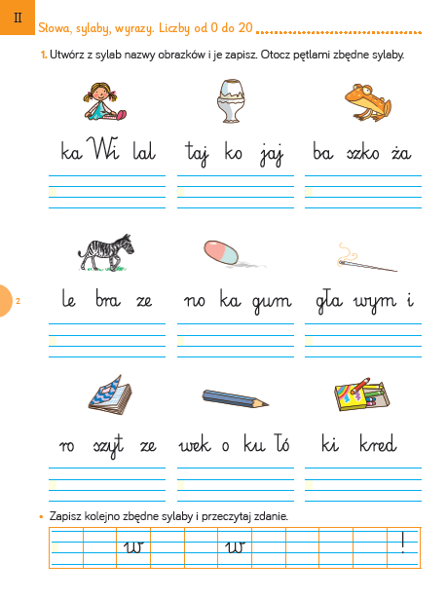 II
Słowa, sylaby, wyrazy. Liczby od 0 do 20
1. Utwórz z sylab nazwy obrazków i je zapisz. Otocz pętlami zbędne sylaby.
ka Wi lal taj ko jaj ba szko ża
le bra ze no ka gum gła wym i
2
ro szyt ze wek o ku łó ki kred
• Zapisz kolejno zbędne sylaby i przeczytaj zdanie.
w w !